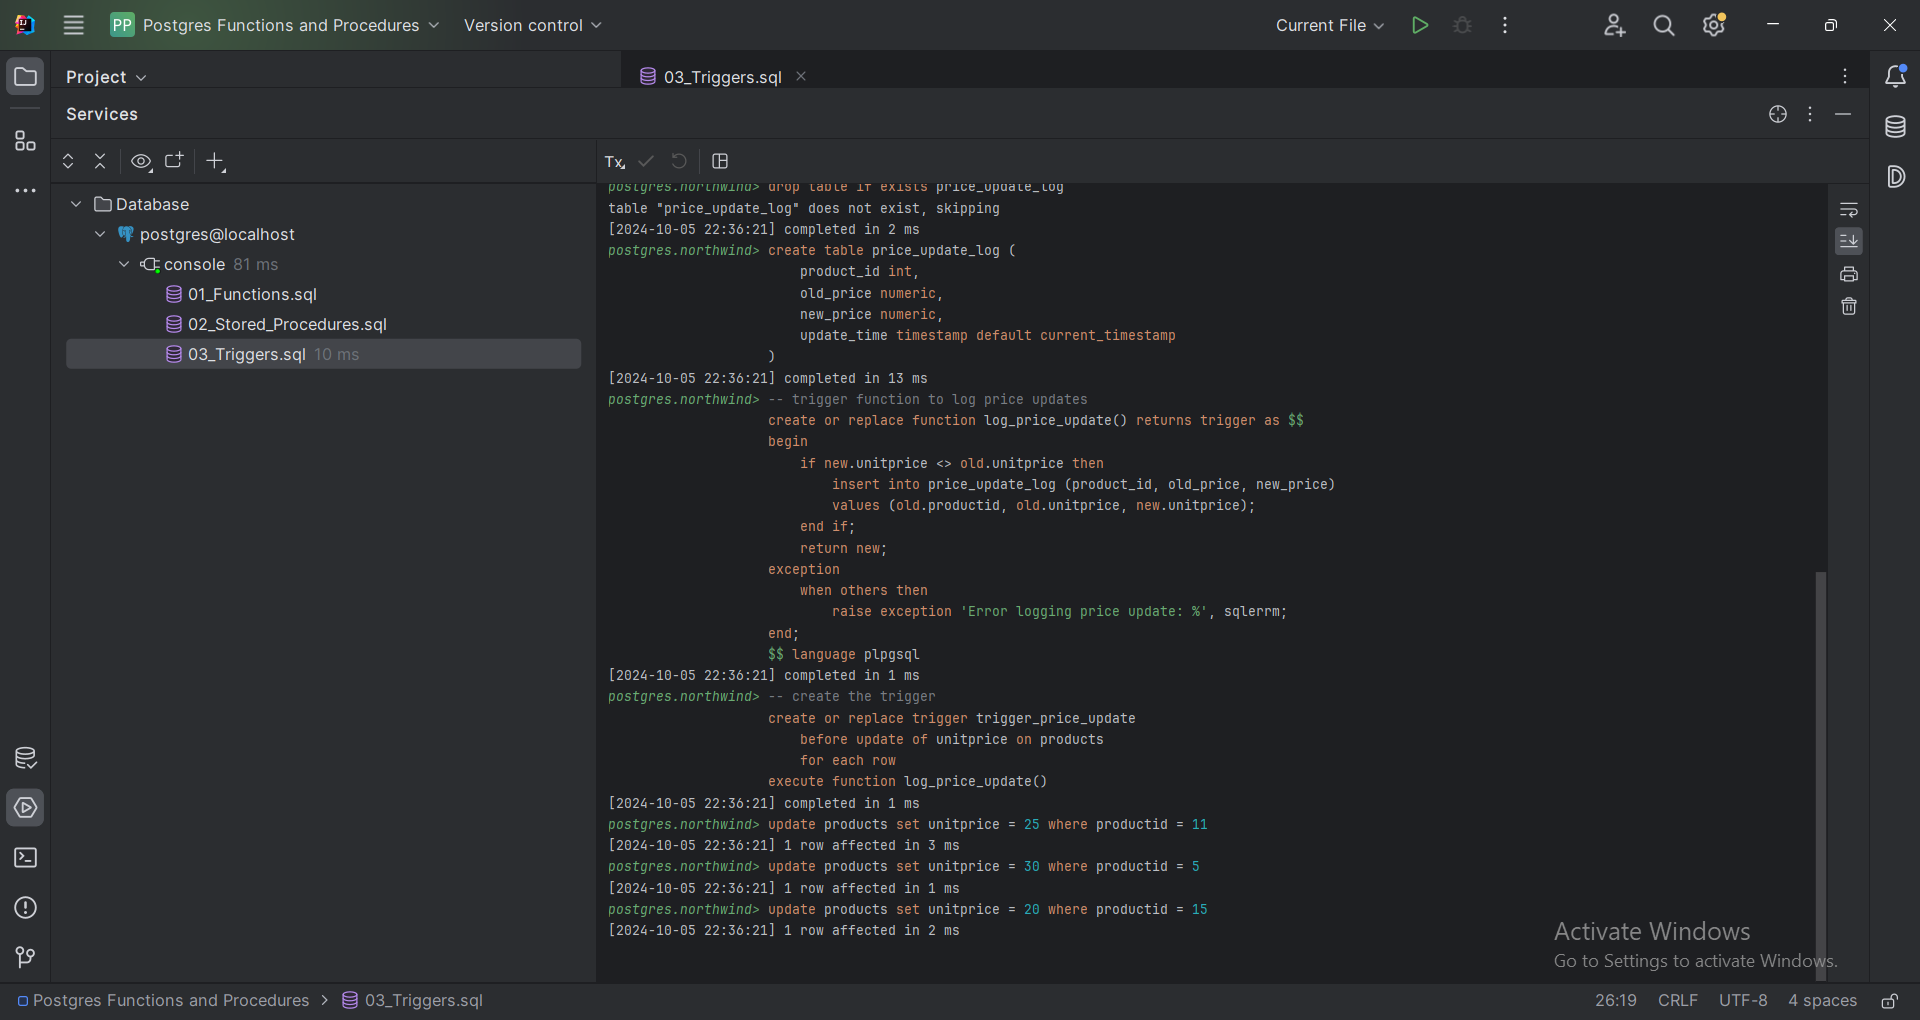 PP Postgres Functions and Procedures Version control Current File
Project 03_Triggers.sql
Services
Tx
Database
postgres@localhost
console 81 ms
01_Functions.sql
02_Stored_Procedures.sql
03_Triggers.sql 10 ms
postgres.northwind> drop table if exists price_update_log
table "price_update_log" does not exist, skipping
[2024-10-05 22:36:21] completed in 2 ms
postgres.northwind> create table price_update_log (
product_id int,
old_price numeric,
new_price numeric,
update_time timestamp default current_timestamp
)
[2024-10-05 22:36:21] completed in 13 ms
postgres.northwind> -- trigger function to log price updates
create or replace function log_price_update() returns trigger as $$
begin
if new.unitprice <> old.unitprice then
insert into price_update_log (product_id, old_price, new_price)
values (old.productid, old.unitprice, new.unitprice);
end if;
return new;
exception
when others then
raise exception 'Error logging price update: %', sqlerrm;
end;
$$ language plpgsql
[2024-10-05 22:36:21] completed in 1 ms
postgres.northwind> -- create the trigger
create or replace trigger trigger_price_update
before update of unitprice on products
for each row
execute function log_price_update()
[2024-10-05 22:36:21] completed in 1 ms
postgres.northwind> update products set unitprice = 25 where productid = 11
[2024-10-05 22:36:21] 1 row affected in 3 ms
postgres.northwind> update products set unitprice = 30 where productid = 5
[2024-10-05 22:36:21] 1 row affected in 1 ms
postgres.northwind> update products set unitprice = 20 where productid = 15
[2024-10-05 22:36:21] 1 row affected in 2 ms
Activate Windows
Go to Settings to activate Windows.
Postgres Functions and Procedures > 03_Triggers.sql 26:19 CRLF UTF-8 4 spaces